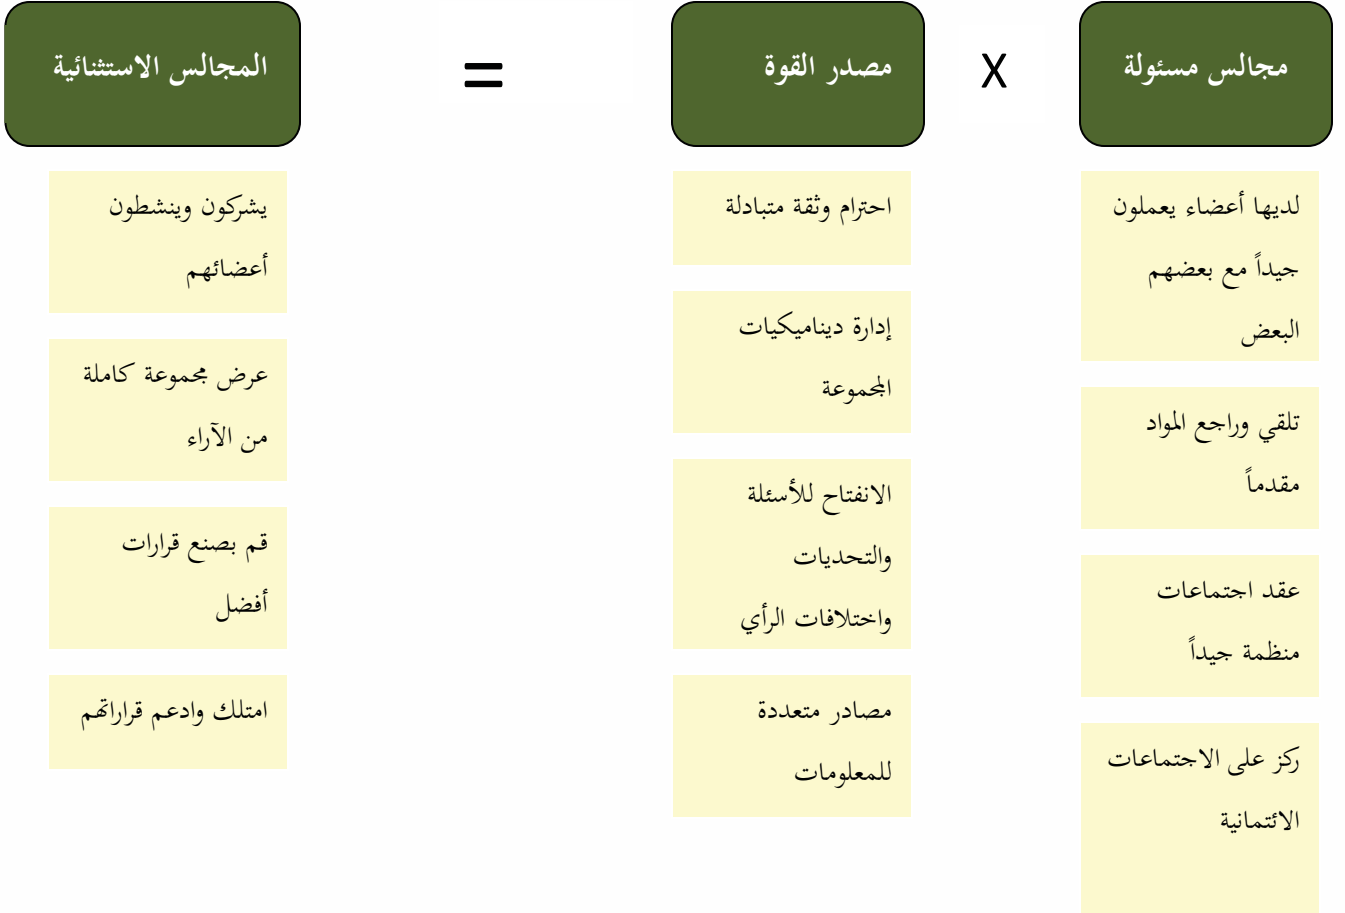 مجالس مسئولة
X
مصدر القوة
=
المجالس الاستثنائية
لديها أعضاء يعملون
جيداً مع بعضهم
البعض
تلقي وراجع المواد
مقدماً
عقد اجتماعات
منظمة جيداً
ركز على الاجتماعات
الائتمانية
احترام وثقة متبادلة
إدارة ديناميكيات
المجموعة
الانفتاح للأسئلة
والتحديات
واختلافات الرأي
مصادر متعددة
للمعلومات
يشركون وينشطون
أعضائهم
عرض مجموعة كاملة
من الآراء
قم بصنع قرارات
أفضل
امتلك وادعم قراراتهم